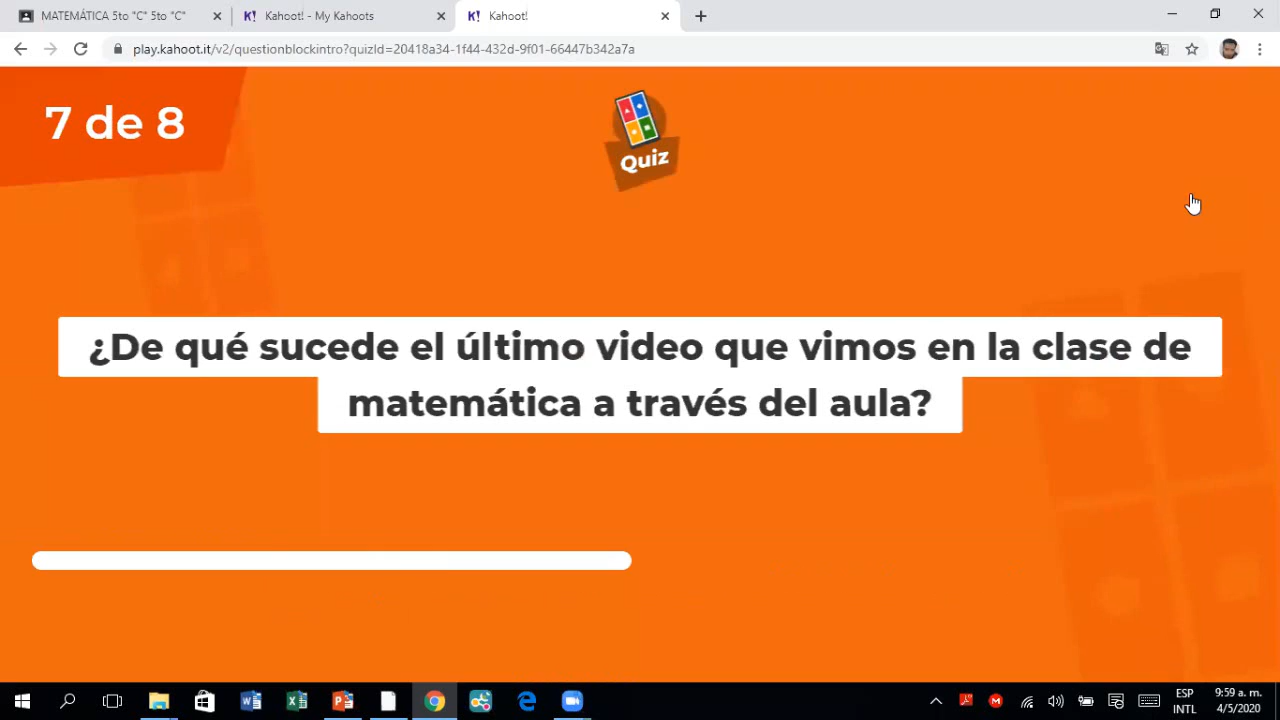 MATEMÁTICA 5to "C" 5to "C"
Kahoot! - My Kahoots
Kahoot!
play.kahoot.it/v2/questionblockintro?quizId=20418a34-1f44-432d-9f01-66447b342a7a
7 de 8
Quiz
¿De qué sucede el último video que vimos en la clase de
matemática a través del aula?
ESP
INTL
9:59 a. m.
4/5/2020